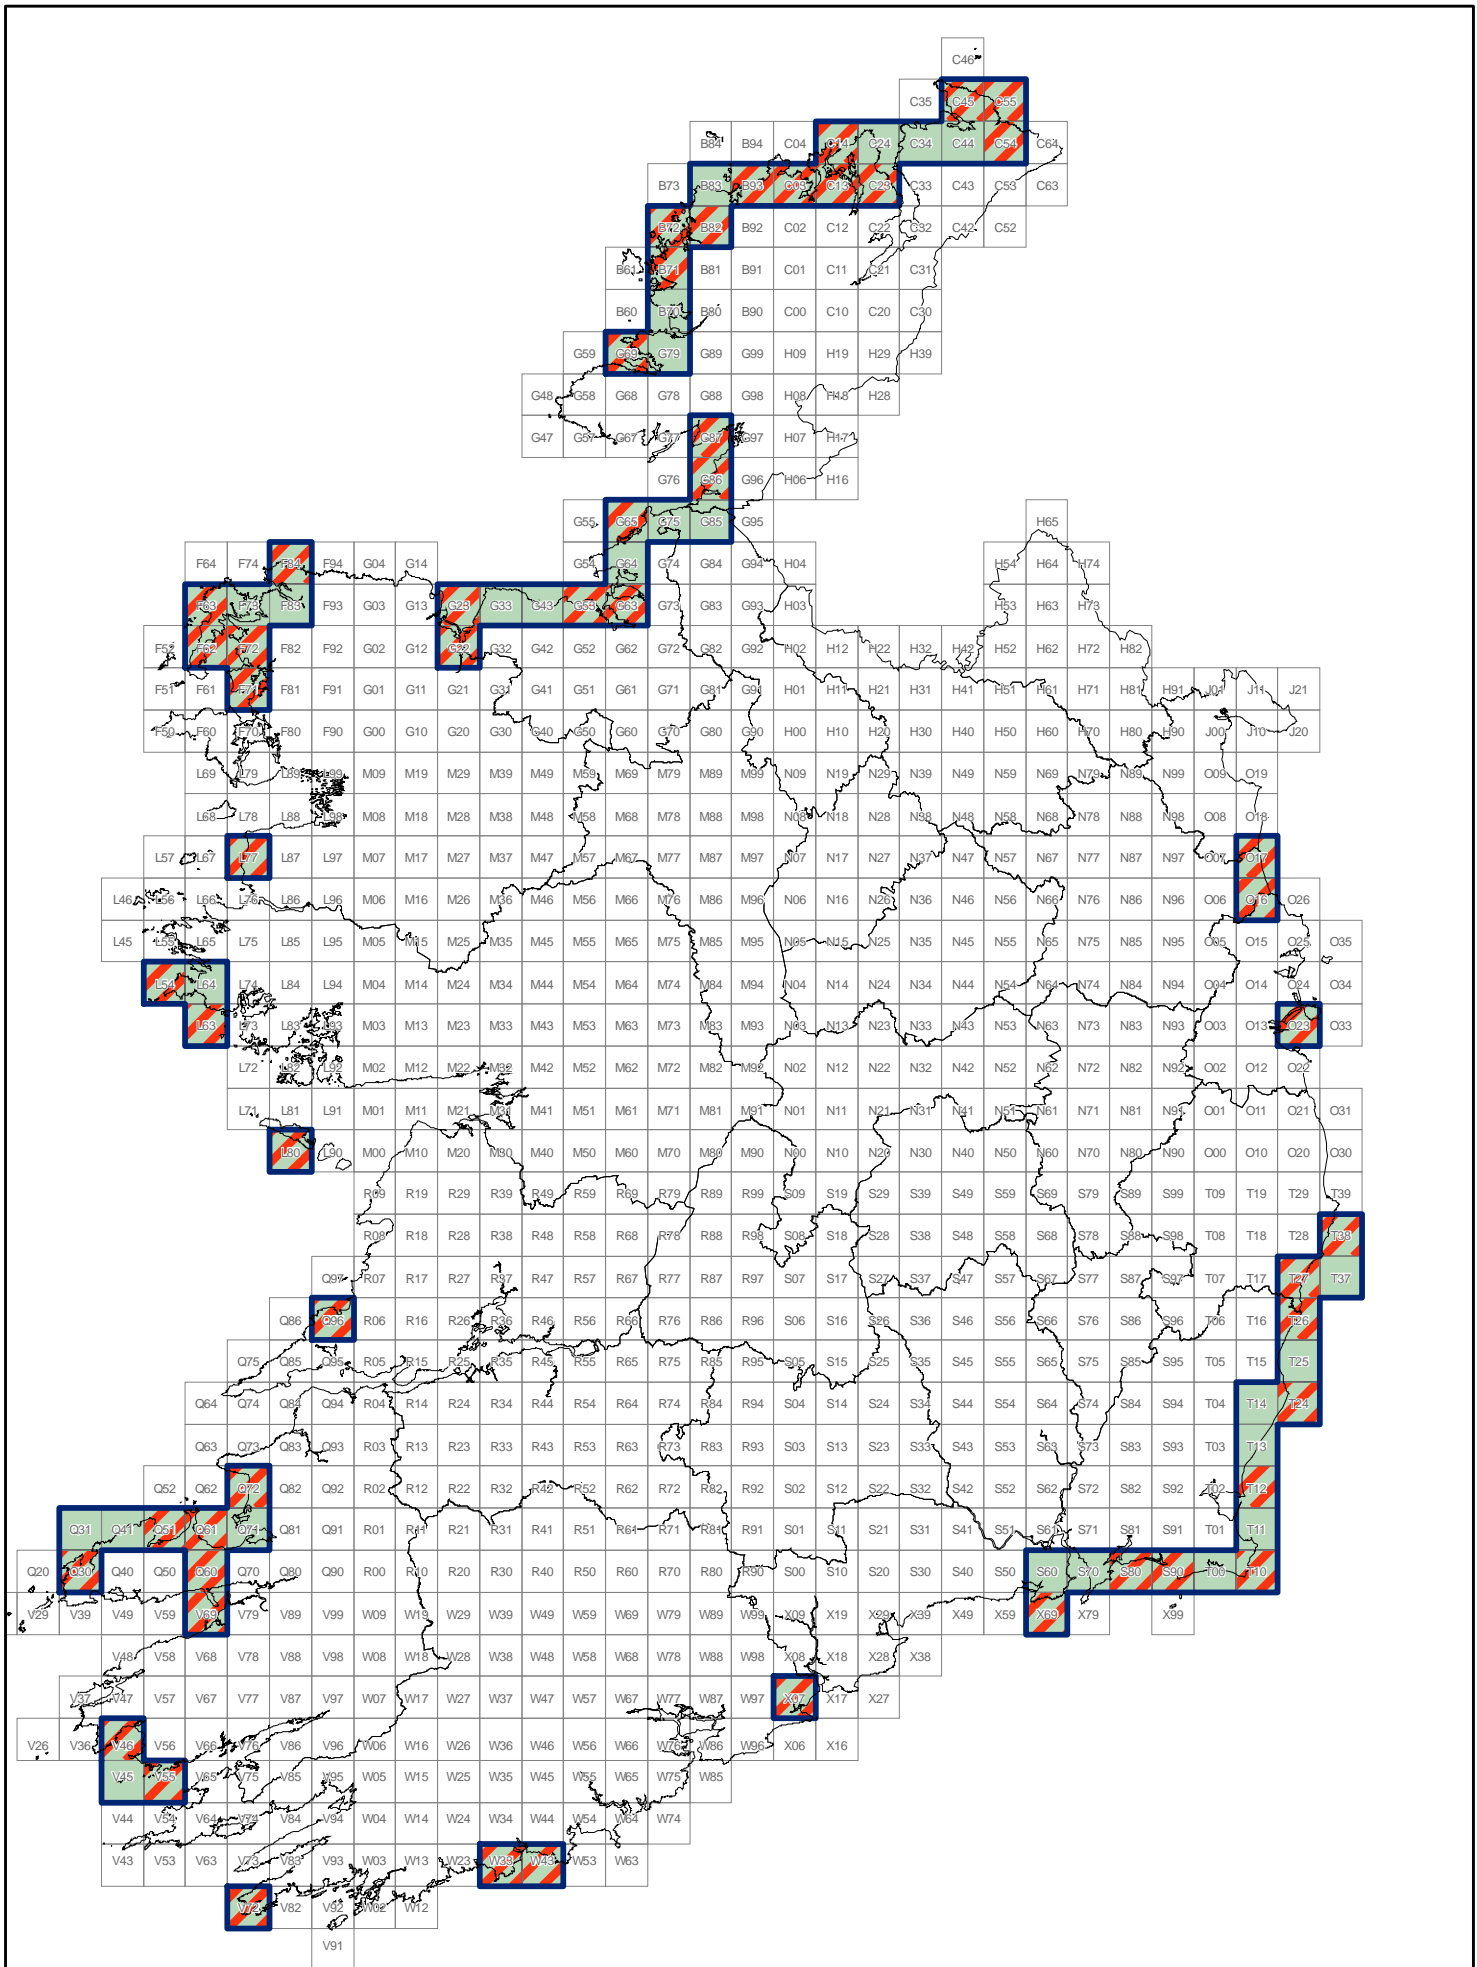 C46
C35 C45 C55
B84 B94 C04 C14 C24 C34 C44 C54 C64
B73 B83 B93 C03 C13 C23 C33 C43 C53 C63
B72 B82 B92 C02 C12 C22 C32 C42 C52
B61 B71 B81 B91 C01 C11 C21 C31
B60 B70 B80 B90 C00 C10 C20 C30
G59 G69 G79 G89 G99 H09 H19 H29 H39
G48 G58 G68 G78 G88 G98 H08 H18 H28
G47 G57 G67 G77 G87 G97 H07 H17
G76 G86 G96 H06 H16
G55 G65 G75 G85 G95 H65
F64 F74 F84 F94 G04 G14 G54 G64 G74 G84 G94 H04 H54 H64 H74
F63 F73 F83 F93 G03 G13 G23 G33 G43 G53 G63 G73 G83 G93 H03 H53 H63 H73
F52 F62 F72 F82 F92 G02 G12 G22 G32 G42 G52 G62 G72 G82 G92 H02 H12 H22 H32 H42 H52 H62 H72 H82
F51 F61 F71 F81 F91 G01 G11 G21 G31 G41 G51 G61 G71 G81 G91 H01 H11 H21 H31 H41 H51 H61 H71 H81 H91 J01 J11 J21
F50 F60 F70 F80 F90 G00 G10 G20 G30 G40 G50 G60 G70 G80 G90 H00 H10 H20 H30 H40 H50 H60 H70 H80 H90 J00 J10 J20
L69 L79 L89 L99 M09 M19 M29 M39 M49 M59 M69 M79 M89 M99 N09 N19 N29 N39 N49 N59 N69 N79 N89 N99 O09 O19
L68 L78 L88 L98 M08 M18 M28 M38 M48 M58 M68 M78 M88 M98 N08 N18 N28 N38 N48 N58 N68 N78 N88 N98 O08 O18
L57 L67 L77 L87 L97 M07 M17 M27 M37 M47 M57 M67 M77 M87 M97 N07 N17 N27 N37 N47 N57 N67 N77 N87 N97 O07 O17
L46 L56 L66 L76 L86 L96 M06 M16 M26 M36 M46 M56 M66 M76 M86 M96 N06 N16 N26 N36 N46 N56 N66 N76 N86 N96 O06 O16 O26
L45 L55 L65 L75 L85 L95 M05 M15 M25 M35 M45 M55 M65 M75 M85 M95 N05 N15 N25 N35 N45 N55 N65 N75 N85 N95 O05 O15 O25 O35
L54 L64 L74 L84 L94 M04 M14 M24 M34 M44 M54 M64 M74 M84 M94 N04 N14 N24 N34 N44 N54 N64 N74 N84 N94 O04 O14 O24 O34
L63 L73 L83 L93 M03 M13 M23 M33 M43 M53 M63 M73 M83 M93 N03 N13 N23 N33 N43 N53 N63 N73 N83 N93 O03 O13 O23 O33
L72 L82 L92 M02 M12 M22 M32 M42 M52 M62 M72 M82 M92 N02 N12 N22 N32 N42 N52 N62 N72 N82 N92 O02 O12 O22
L71 L81 L91 M01 M11 M21 M31 M41 M51 M61 M71 M81 M91 N01 N11 N21 N31 N41 N51 N61 N71 N81 N91 O01 O11 O21 O31
L80 L90 M00 M10 M20 M30 M40 M50 M60 M70 M80 M90 N00 N10 N20 N30 N40 N50 N60 N70 N80 N90 O00 O10 O20 O30
R09 R19 R29 R39 R49 R59 R69 R79 R89 R99 S09 S19 S29 S39 S49 S59 S69 S79 S89 S99 T09 T19 T29 T39
R08 R18 R28 R38 R48 R58 R68 R78 R88 R98 S08 S18 S28 S38 S48 S58 S68 S78 S88 S98 T08 T18 T28 T38
Q97 R07 R17 R27 R37 R47 R57 R67 R77 R87 R97 S07 S17 S27 S37 S47 S57 S67 S77 S87 S97 T07 T17 T27 T37
Q86 Q96 R06 R16 R26 R36 R46 R56 R66 R76 R86 R96 S06 S16 S26 S36 S46 S56 S66 S76 S86 S96 T06 T16 T26
Q75 Q85 Q95 R05 R15 R25 R35 R45 R55 R65 R75 R85 R95 S05 S15 S25 S35 S45 S55 S65 S75 S85 S95 T05 T15 T25
Q64 Q74 Q84 Q94 R04 R14 R24 R34 R44 R54 R64 R74 R84 R94 S04 S14 S24 S34 S44 S54 S64 S74 S84 S94 T04 T14 T24
Q63 Q73 Q83 Q93 R03 R13 R23 R33 R43 R53 R63 R73 R83 R93 S03 S13 S23 S33 S43 S53 S63 S73 S83 S93 T03 T13
Q52 Q62 Q72 Q82 Q92 R02 R12 R22 R32 R42 R52 R62 R72 R82 R92 S02 S12 S22 S32 S42 S52 S62 S72 S82 S92 T02 T12
Q31 Q41 Q51 Q61 Q71 Q81 Q91 R01 R11 R21 R31 R41 R51 R61 R71 R81 R91 S01 S11 S21 S31 S41 S51 S61 S71 S81 S91 T01 T11
Q20 Q30 Q40 Q50 Q60 Q70 Q80 Q90 R00 R10 R20 R30 R40 R50 R60 R70 R80 R90 S00 S10 S20 S30 S40 S50 S60 S70 S80 S90 T00 T10
V29 V39 V49 V59 V69 V79 V89 V99 W09 W19 W29 W39 W49 W59 W69 W79 W89 W99 X09 X19 X29 X39 X49 X59 X69 X79 X99
V48 V58 V68 V78 V88 V98 W08 W18 W28 W38 W48 W58 W68 W78 W88 W98 X08 X18 X28 X38
V37 V47 V57 V67 V77 V87 V97 W07 W17 W27 W37 W47 W57 W67 W77 W87 W97 X07 X17 X27
V26 V36 V46 V56 V66 V76 V86 V96 W06 W16 W26 W36 W46 W56 W66 W76 W86 W96 X06 X16
V45 V55 V65 V75 V85 V95 W05 W15 W25 W35 W45 W55 W65 W75 W85
V44 V54 V64 V74 V84 V94 W04 W14 W24 W34 W44 W54 W64 W74
V43 V53 V63 V73 V83 V93 W03 W13 W23 W33 W43 W53 W63
V72 V82 V92 W02 W12
V91